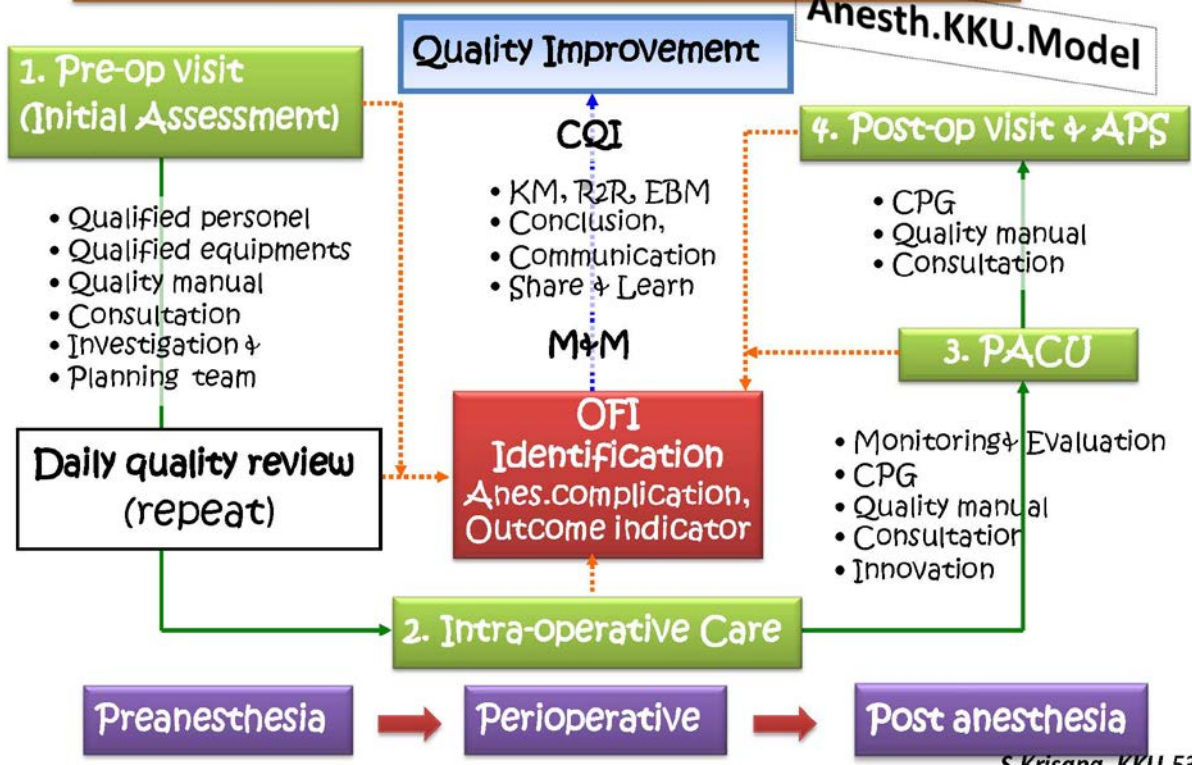 Anesth.KKU.Model
Quality Improvement
1. Pre-op visit
(Initial Assessment)
• Qualified personel
• Qualified equipments
• Quality manual
• Consultation
• Investigation &
• Planning team
Daily quality review
(repeat)
CQI
• KM, R2R, EBM
• Conclusion,
Communication
• Share & Learn
M&M
OFI
Identification
Anes.complication,
Outcome indicator
2. Intra-operative Care
4. Post-op visit & APS
• CPG
• Quality manual
• Consultation
3. PACU
• Monitoring& Evaluation
• CPG
• Quality manual
• Consultation
• Innovation
Preanesthesia
Perioperative
Post anesthesia
S.Krisana, KKU